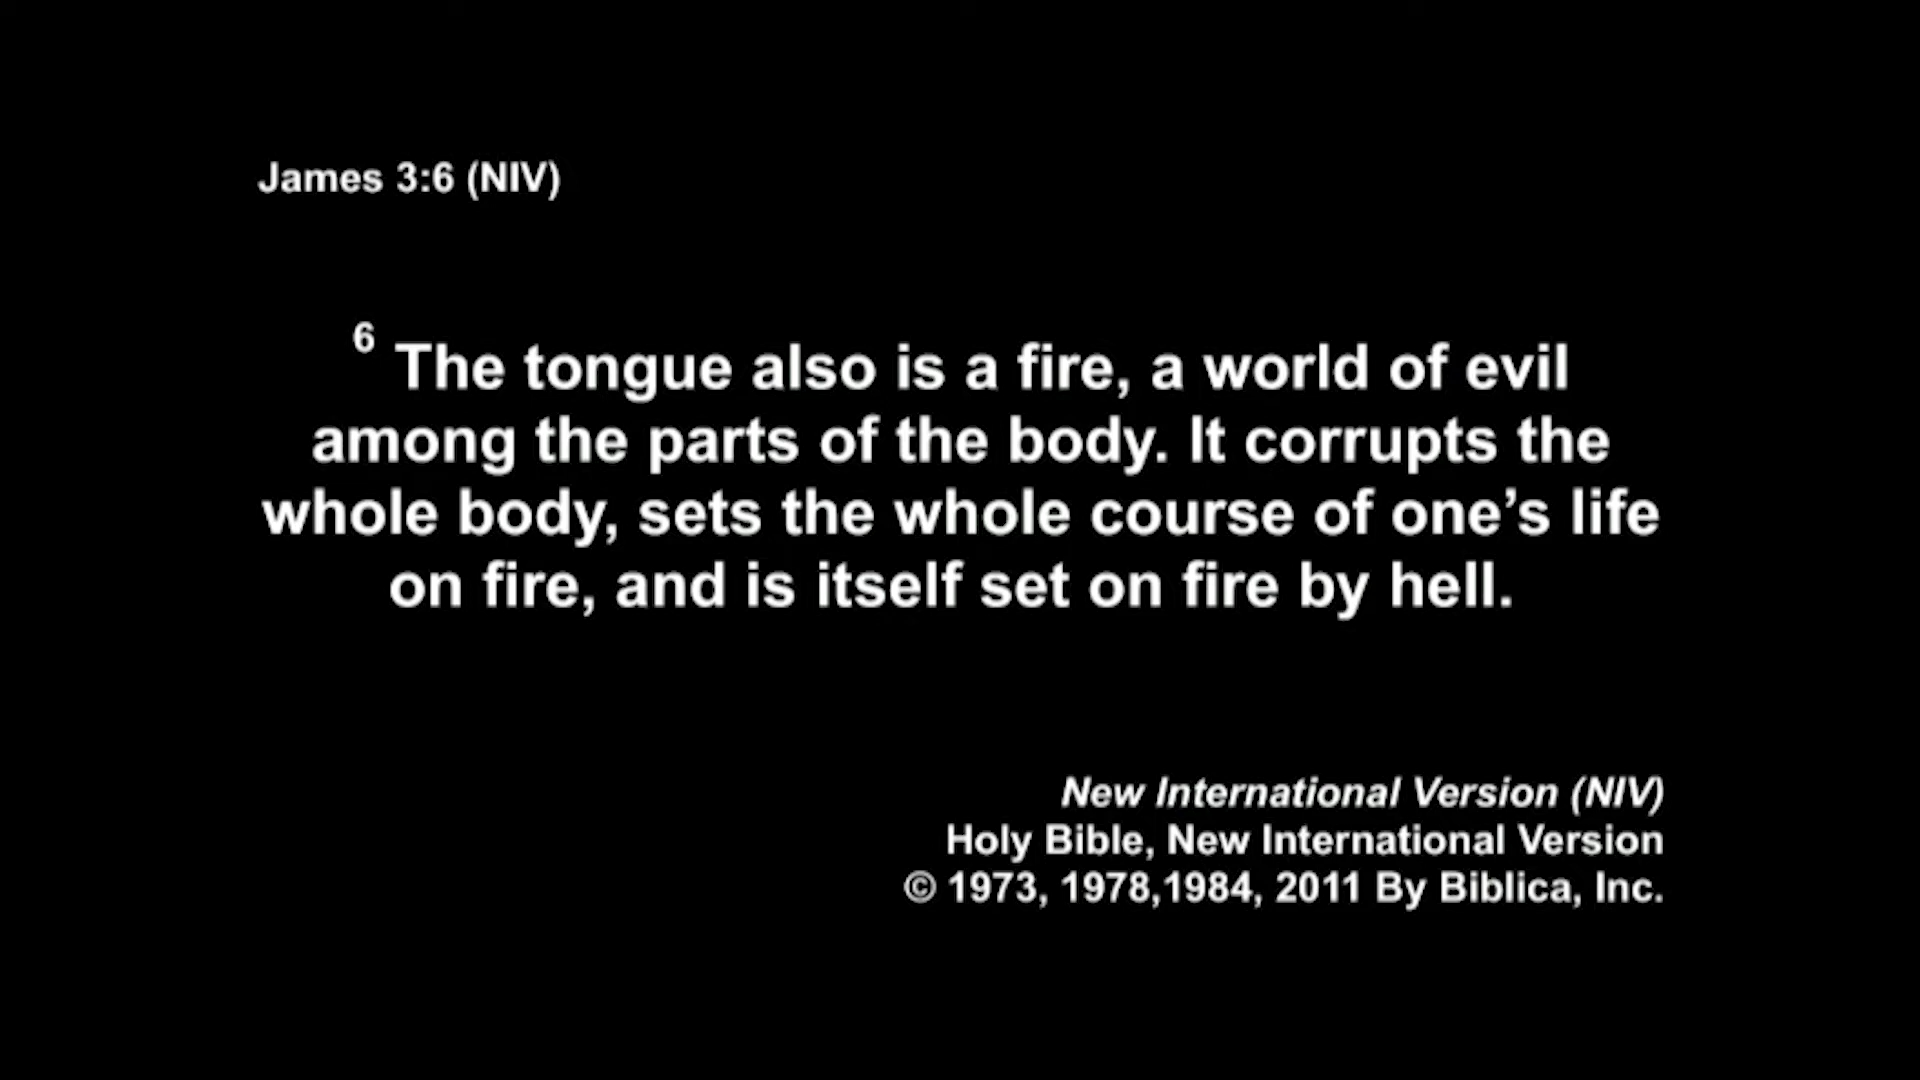 James 3:6 (NIV)
6 The tongue also is a fire, a world of evil
among the parts of the body. It corrupts the
whole body, sets the whole course of one’s life
on fire, and is itself set on fire by hell.
New International Version (NIV)
Holy Bible, New International Version
© 1973, 1978,1984, 2011 By Biblica, Inc.